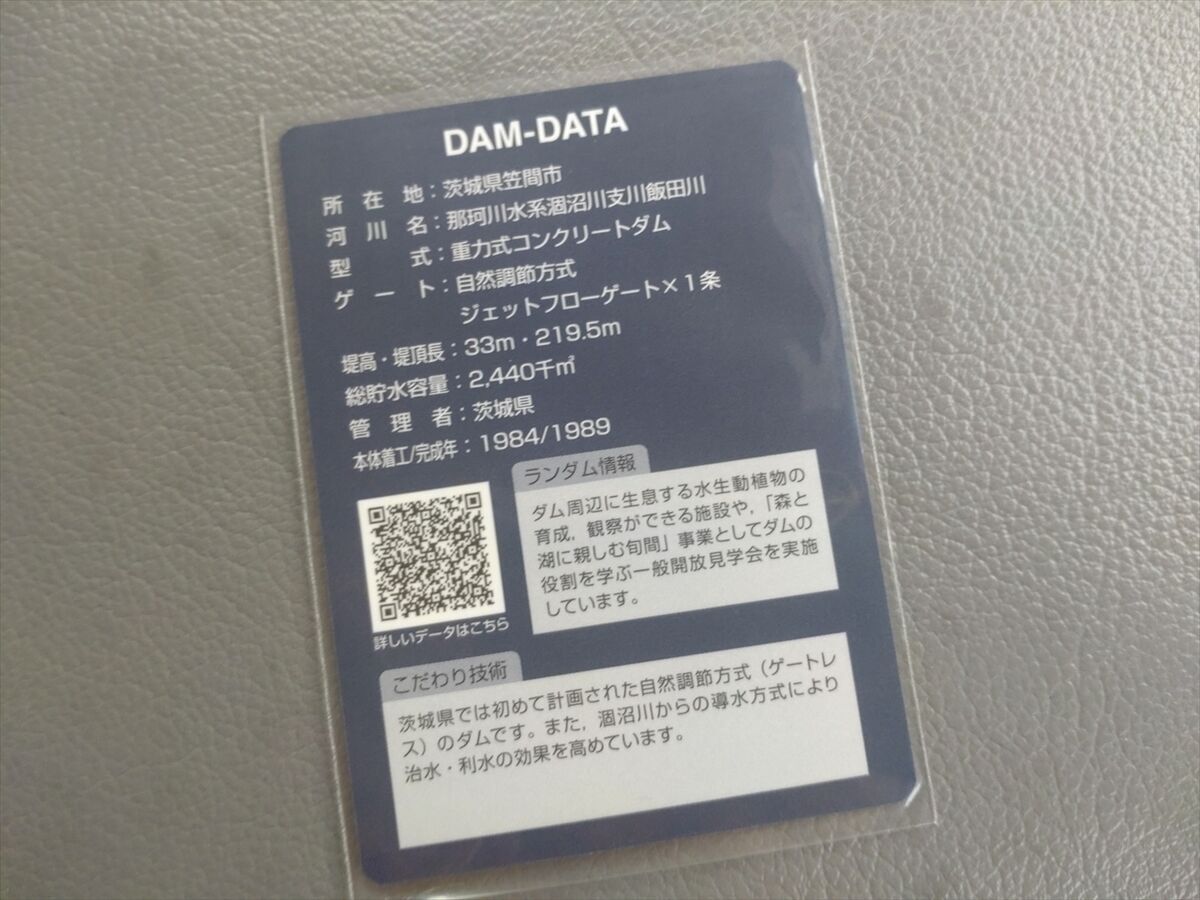 DAM-DATA
所在地：茨城県笠間市
河川名：那珂川水系涸沼川支川飯田川
型式：重力式コンクリートダム
ゲート：自然調節方式
ジェットフローゲート×1条
堤高・堤頂長：33m・219.5m
総貯水容量：2,440千㎥
管理者：茨城県
本体着工/完成年：1984/1989
ランダム情報
ダム周辺に生息する水生動植物の
育成，観察ができる施設や，「森と
湖に親しむ旬間」事業としてダムの
役割を学ぶ一般開放見学会を実施
しています。
詳しいデータはこちら
こだわり技術
茨城県では初めて計画された自然調節方式（ゲートレ
ス）のダムです。また，涸沼川からの導水方式により
治水・利水の効果を高めています。